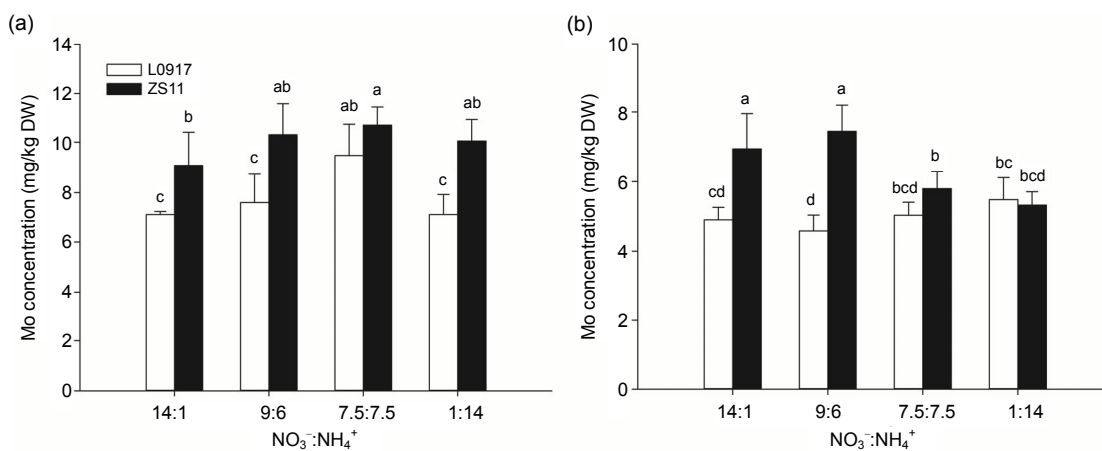 (a)
14
12
10
8
6
4
2
0
Mo concentration (mg/kg DW)
L0917
ZS11
c
b
c
ab
ab
a
c
ab
14:1
9:6
7.5:7.5
1:14
NO₃⁻:NH₄⁺
(b)
10
8
6
4
2
0
Mo concentration (mg/kg DW)
cd
a
d
a
bcd
b
bc
bcd
14:1
9:6
7.5:7.5
1:14
NO₃⁻:NH₄⁺